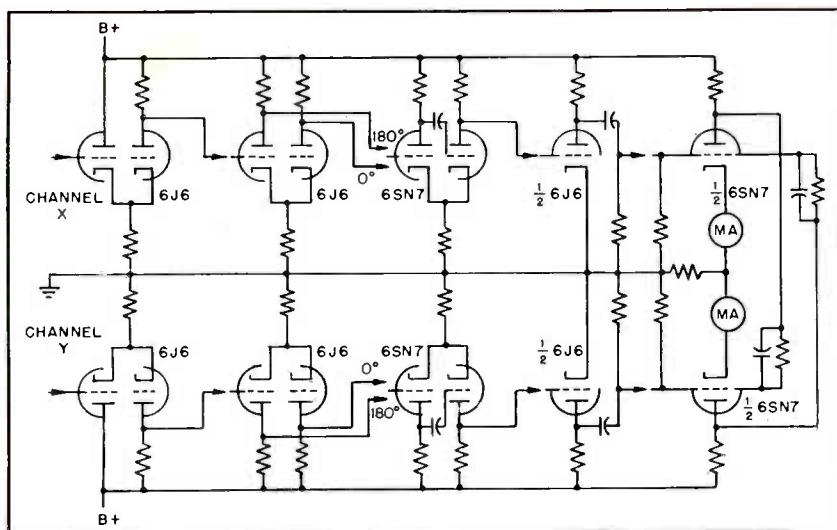 B+
180°
0°
CHANNEL
X
6J6
6J6
6SN7
½ 6J6
½ 6SN7
MA
CHANNEL
Y
6J6
6J6
6SN7
½ 6J6
MA
0°
180°
½ 6SN7
B+